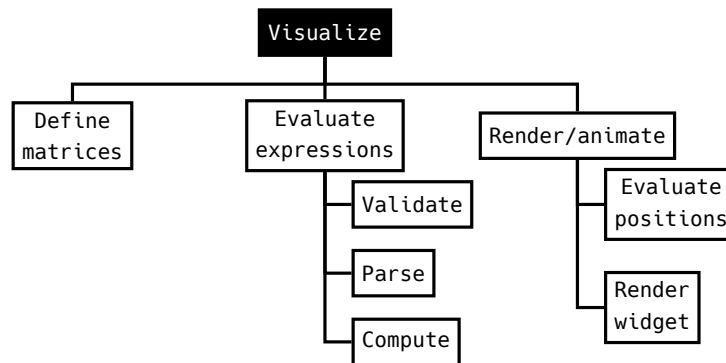 Visualize
Define
matrices
Evaluate
expressions
Render/animate
Validate
Evaluate
positions
Parse
Render
widget
Compute